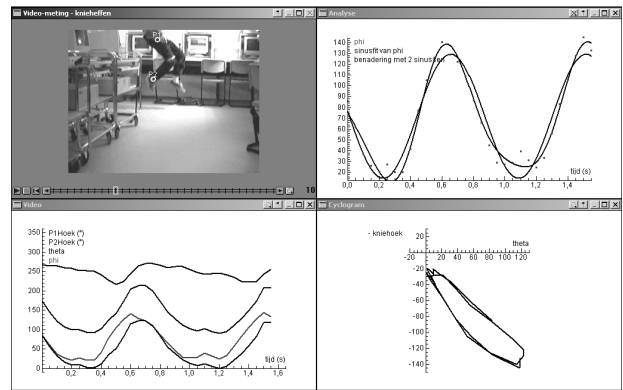 Video-meting - knieheffen
P1
P2
10
Analyse
phi
sinusfit van phi
benadering met 2 sinussen
140
130
120
110
100
90
80
70
60
50
40
30
20
0,0 0,2 0,4 0,6 0,8 1,0 1,2 1,4
tijd (s)
Video
P1Hoek (°)
P2Hoek (°)
theta
phi
350
300
250
200
150
100
50
0
0,2 0,4 0,6 0,8 1,0 1,2 1,4 1,6
tijd (s)
Cyclogram
- kniehoek
theta
20
-20 0 20 40 60 80 100 120
-20
-40
-60
-80
-100
-120
-140